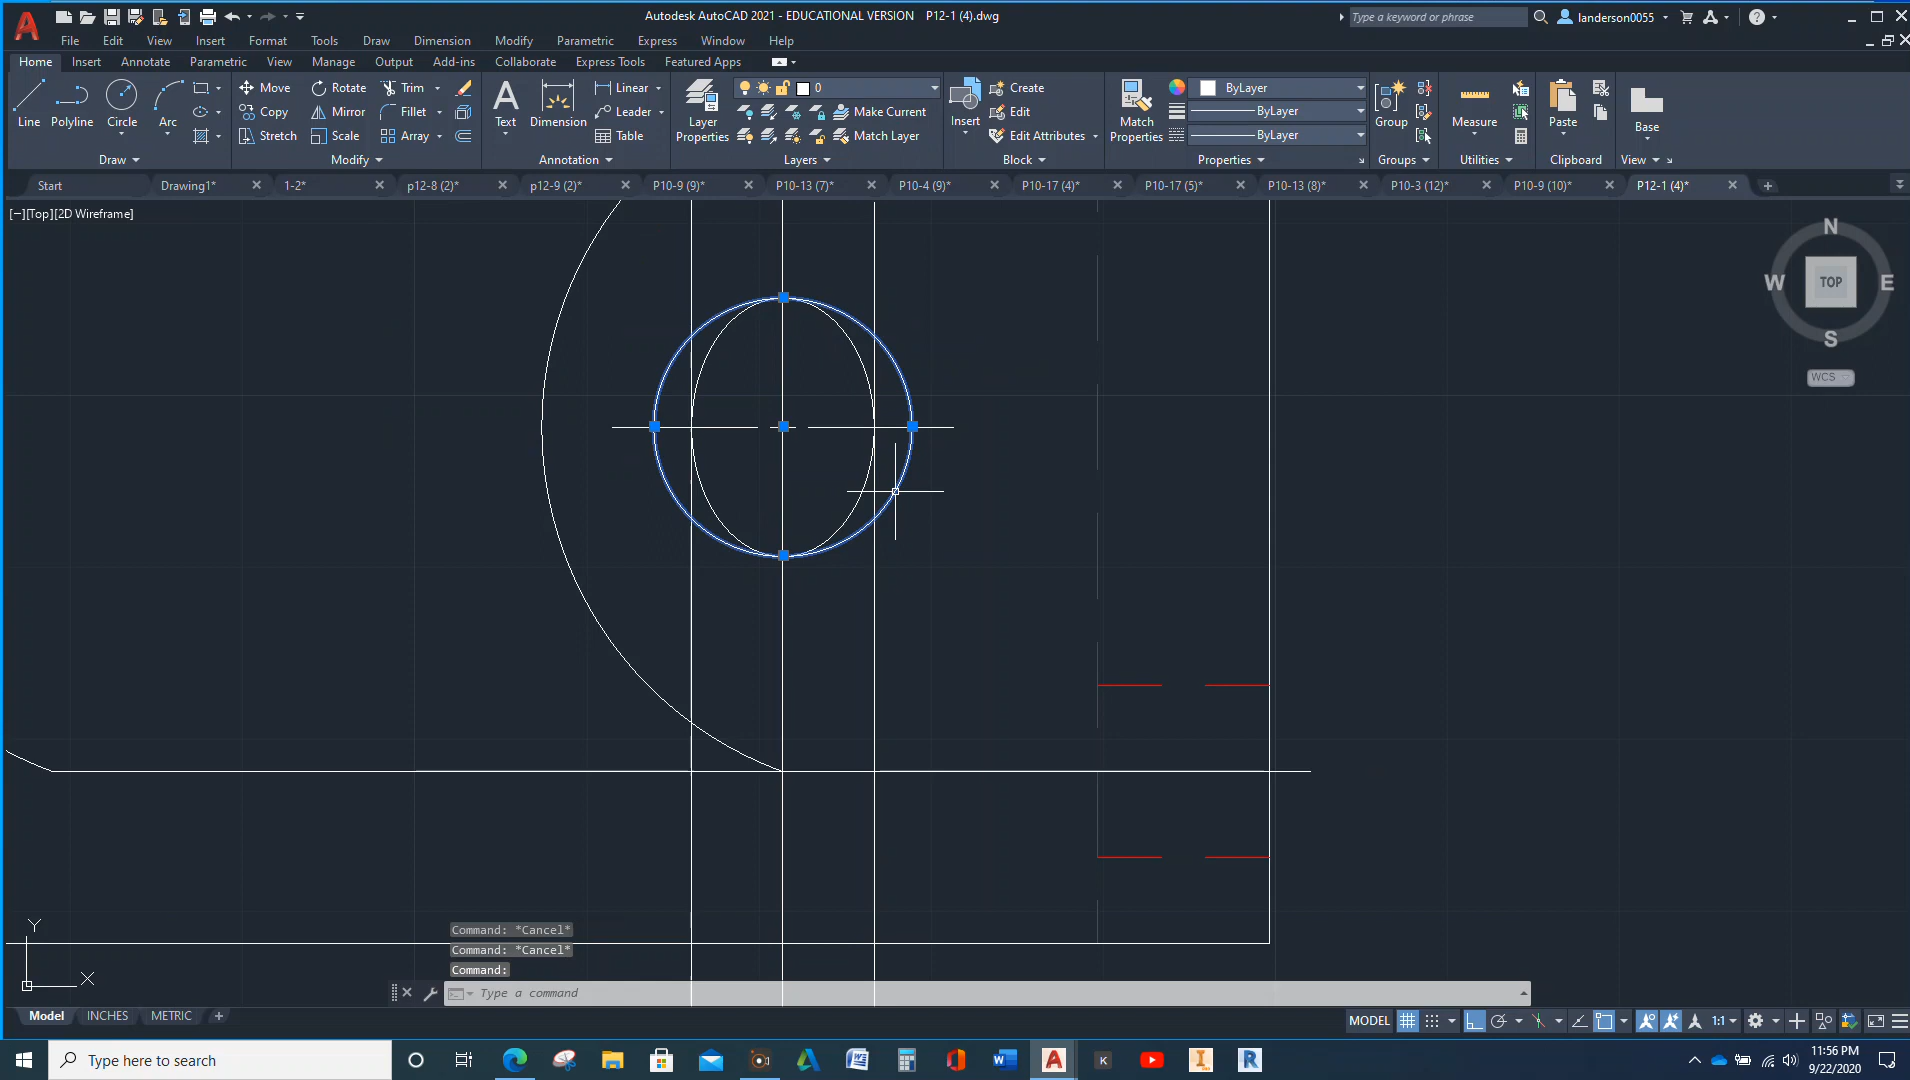 Autodesk AutoCAD 2021 - EDUCATIONAL VERSION P12-1 (4).dwg
Type a keyword or phrase
landerson0055
File Edit View Insert Format Tools Draw Dimension Modify Parametric Express Window Help
Home Insert Annotate Parametric View Manage Output Add-ins Collaborate Express Tools Featured Apps
Line
Polyline
Circle
Arc
Draw
Move Rotate Trim
Copy Mirror Fillet
Stretch Scale Array
Modify
Text
Dimension
Linear
Leader
Table
Annotation
Layer Properties
0
Make Current
Match Layer
Layers
Insert
Create
Edit
Edit Attributes
Block
Match Properties
ByLayer
ByLayer
ByLayer
Properties
Group
Groups
Measure
Utilities
Paste
Clipboard
Base
View
Start Drawing1* 1-2* p12-8 (2)* p12-9 (2)* P10-9 (9)* P10-13 (7)* P10-4 (9)* P10-17 (4)* P10-17 (5)* P10-13 (8)* P10-3 (12)* P10-9 (10)* P12-1 (4)*
[−][Top][2D Wireframe]
N
W TOP E
S
WCS
Y
X
Command: *Cancel*
Command: *Cancel*
Command:
Type a command
Model INCHES METRIC
MODEL
1:1
Type here to search
11:56 PM
9/22/2020